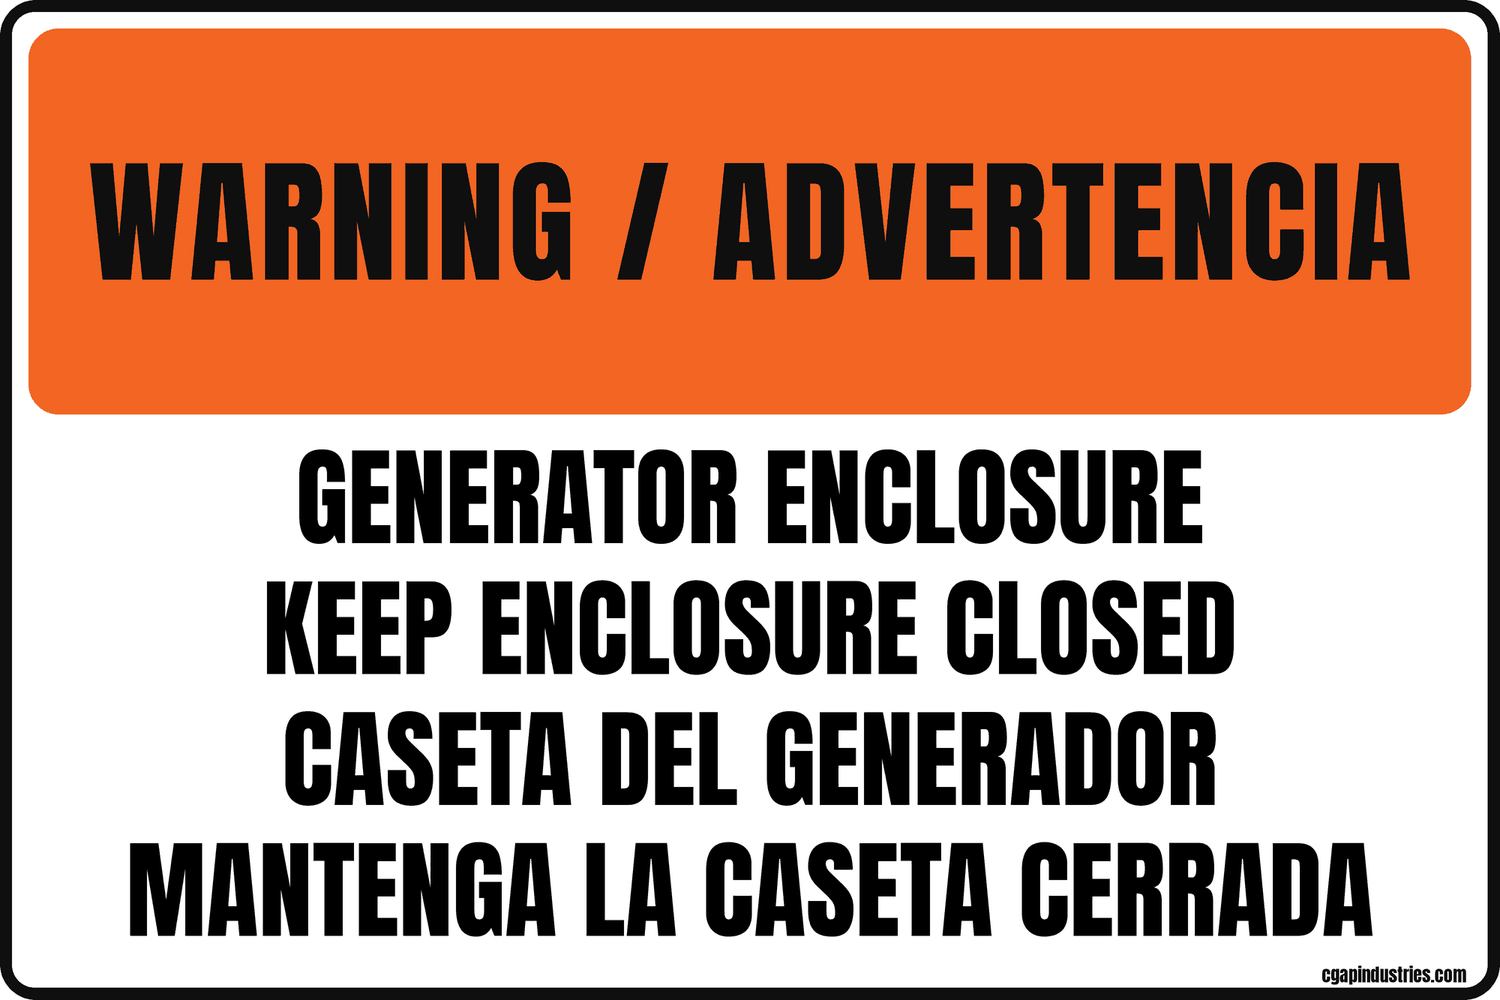 WARNING / ADVERTENCIA
GENERATOR ENCLOSURE
KEEP ENCLOSURE CLOSED
CASETA DEL GENERADOR
MANTENGA LA CASETA CERRADA
cgapindustries.com